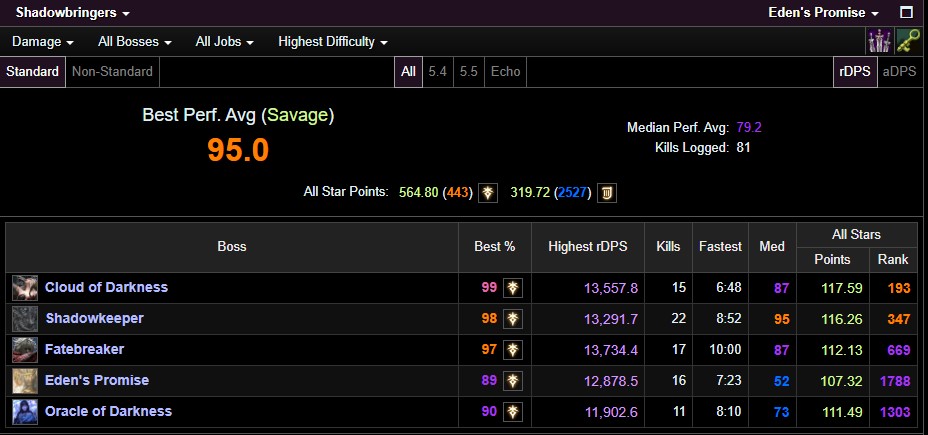 Shadowbringers Eden's Promise
Damage All Bosses All Jobs Highest Difficulty
Standard Non-Standard All 5.4 5.5 Echo rDPS aDPS
Best Perf. Avg (Savage)
95.0
Median Perf. Avg: 79.2
Kills Logged: 81
All Star Points: 564.80 (443) 319.72 (2527)
Boss Best % Highest rDPS Kills Fastest Med All Stars
Points Rank
Cloud of Darkness 99 13,557.8 15 6:48 87 117.59 193
Shadowkeeper 98 13,291.7 22 8:52 95 116.26 347
Fatebreaker 97 13,734.4 17 10:00 87 112.13 669
Eden's Promise 89 12,878.5 16 7:23 52 107.32 1788
Oracle of Darkness 90 11,902.6 11 8:10 73 111.49 1303